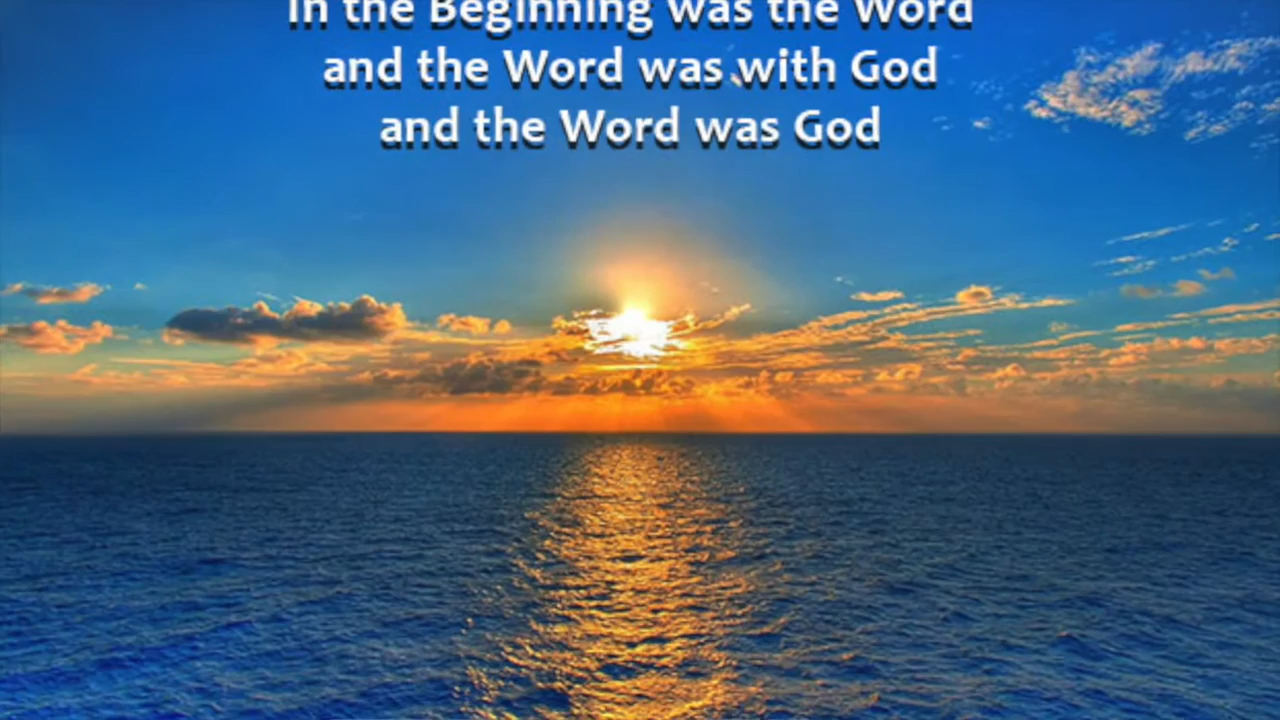 In the Beginning was the Word
and the Word was with God
and the Word was God